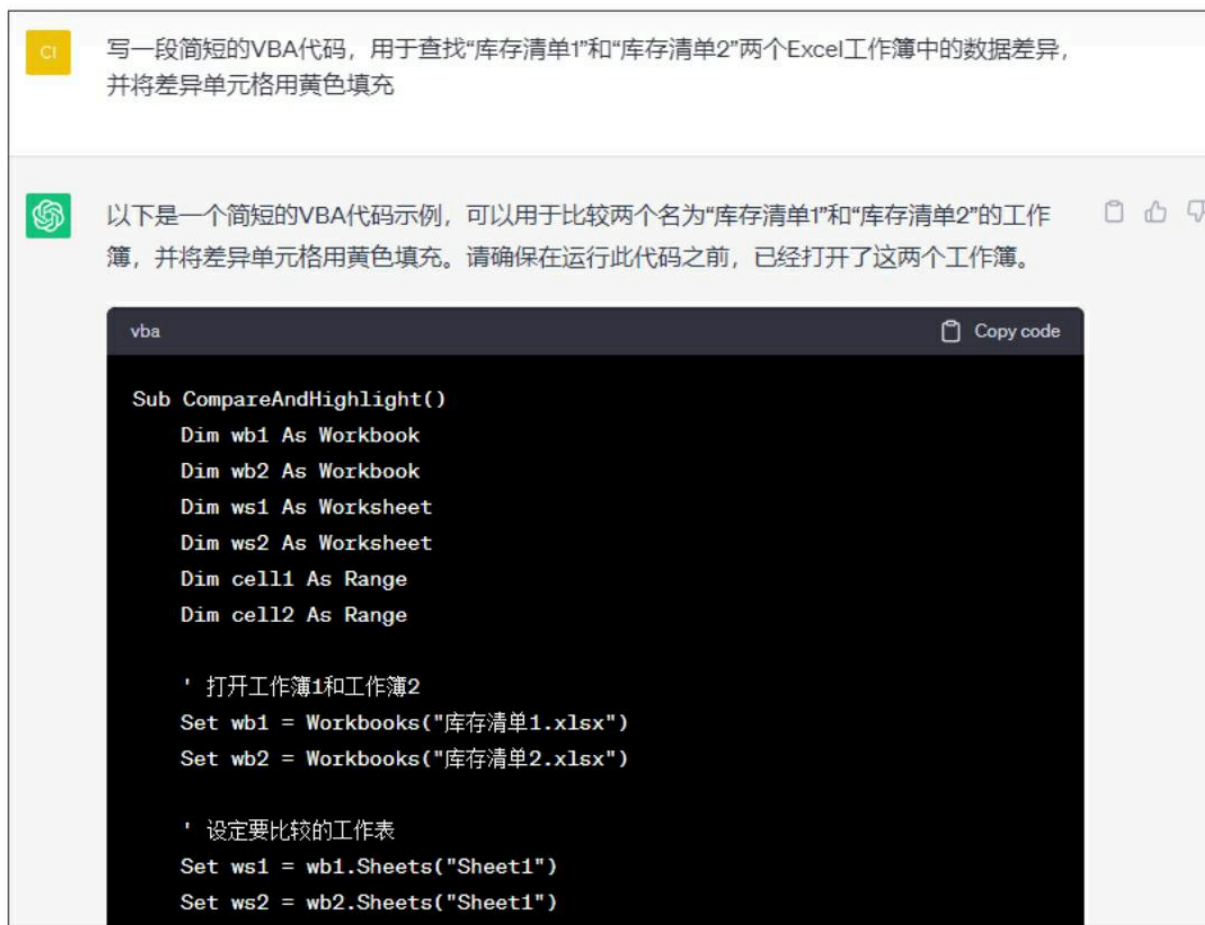 CI
写一段简短的VBA代码，用于查找“库存清单1”和“库存清单2”两个Excel工作簿中的数据差异，
并将差异单元格用黄色填充
以下是一个简短的VBA代码示例，可以用于比较两个名为“库存清单1”和“库存清单2”的工作
簿，并将差异单元格用黄色填充。请确保在运行此代码之前，已经打开了这两个工作簿。
vba Copy code
Sub CompareAndHighlight()
    Dim wb1 As Workbook
    Dim wb2 As Workbook
    Dim ws1 As Worksheet
    Dim ws2 As Worksheet
    Dim cell1 As Range
    Dim cell2 As Range
    ' 打开工作簿1和工作簿2
    Set wb1 = Workbooks("库存清单1.xlsx")
    Set wb2 = Workbooks("库存清单2.xlsx")
    ' 设定要比较的工作表
    Set ws1 = wb1.Sheets("Sheet1")
    Set ws2 = wb2.Sheets("Sheet1")